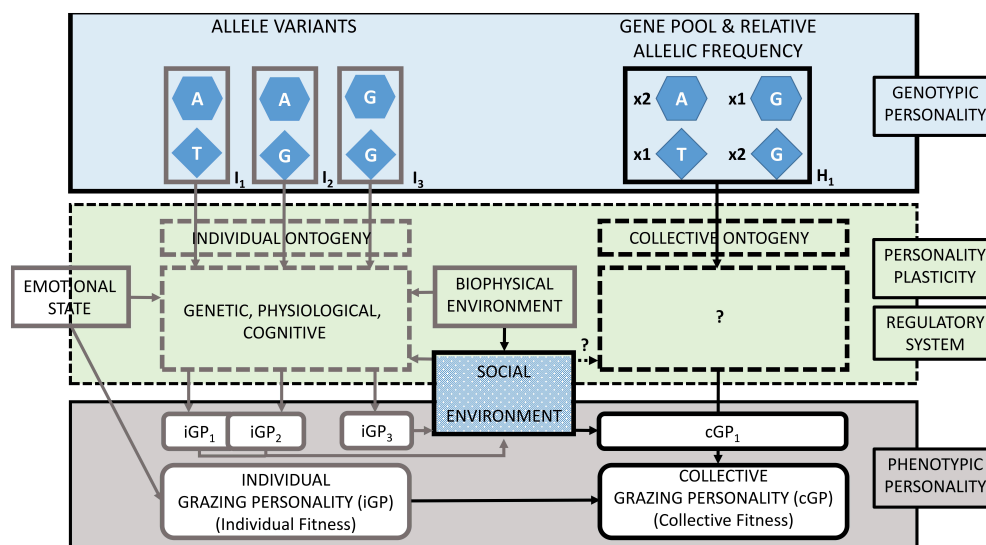 ALLELE VARIANTS
GENE POOL & RELATIVE
ALLELIC FREQUENCY
A
A
G
x2
A
x1
G
T
G
G
x1
T
x2
G
I1
I2
I3
H1
GENOTYPIC
PERSONALITY
INDIVIDUAL ONTOGENY
COLLECTIVE ONTOGENY
PERSONALITY
PLASTICITY
EMOTIONAL
STATE
GENETIC, PHYSIOLOGICAL,
COGNITIVE
BIOPHYSICAL
ENVIRONMENT
?
REGULATORY
SYSTEM
?
SOCIAL
ENVIRONMENT
iGP1
iGP2
iGP3
cGP1
PHENOTYPIC
PERSONALITY
INDIVIDUAL
GRAZING PERSONALITY (iGP)
(Individual Fitness)
COLLECTIVE
GRAZING PERSONALITY (cGP)
(Collective Fitness)